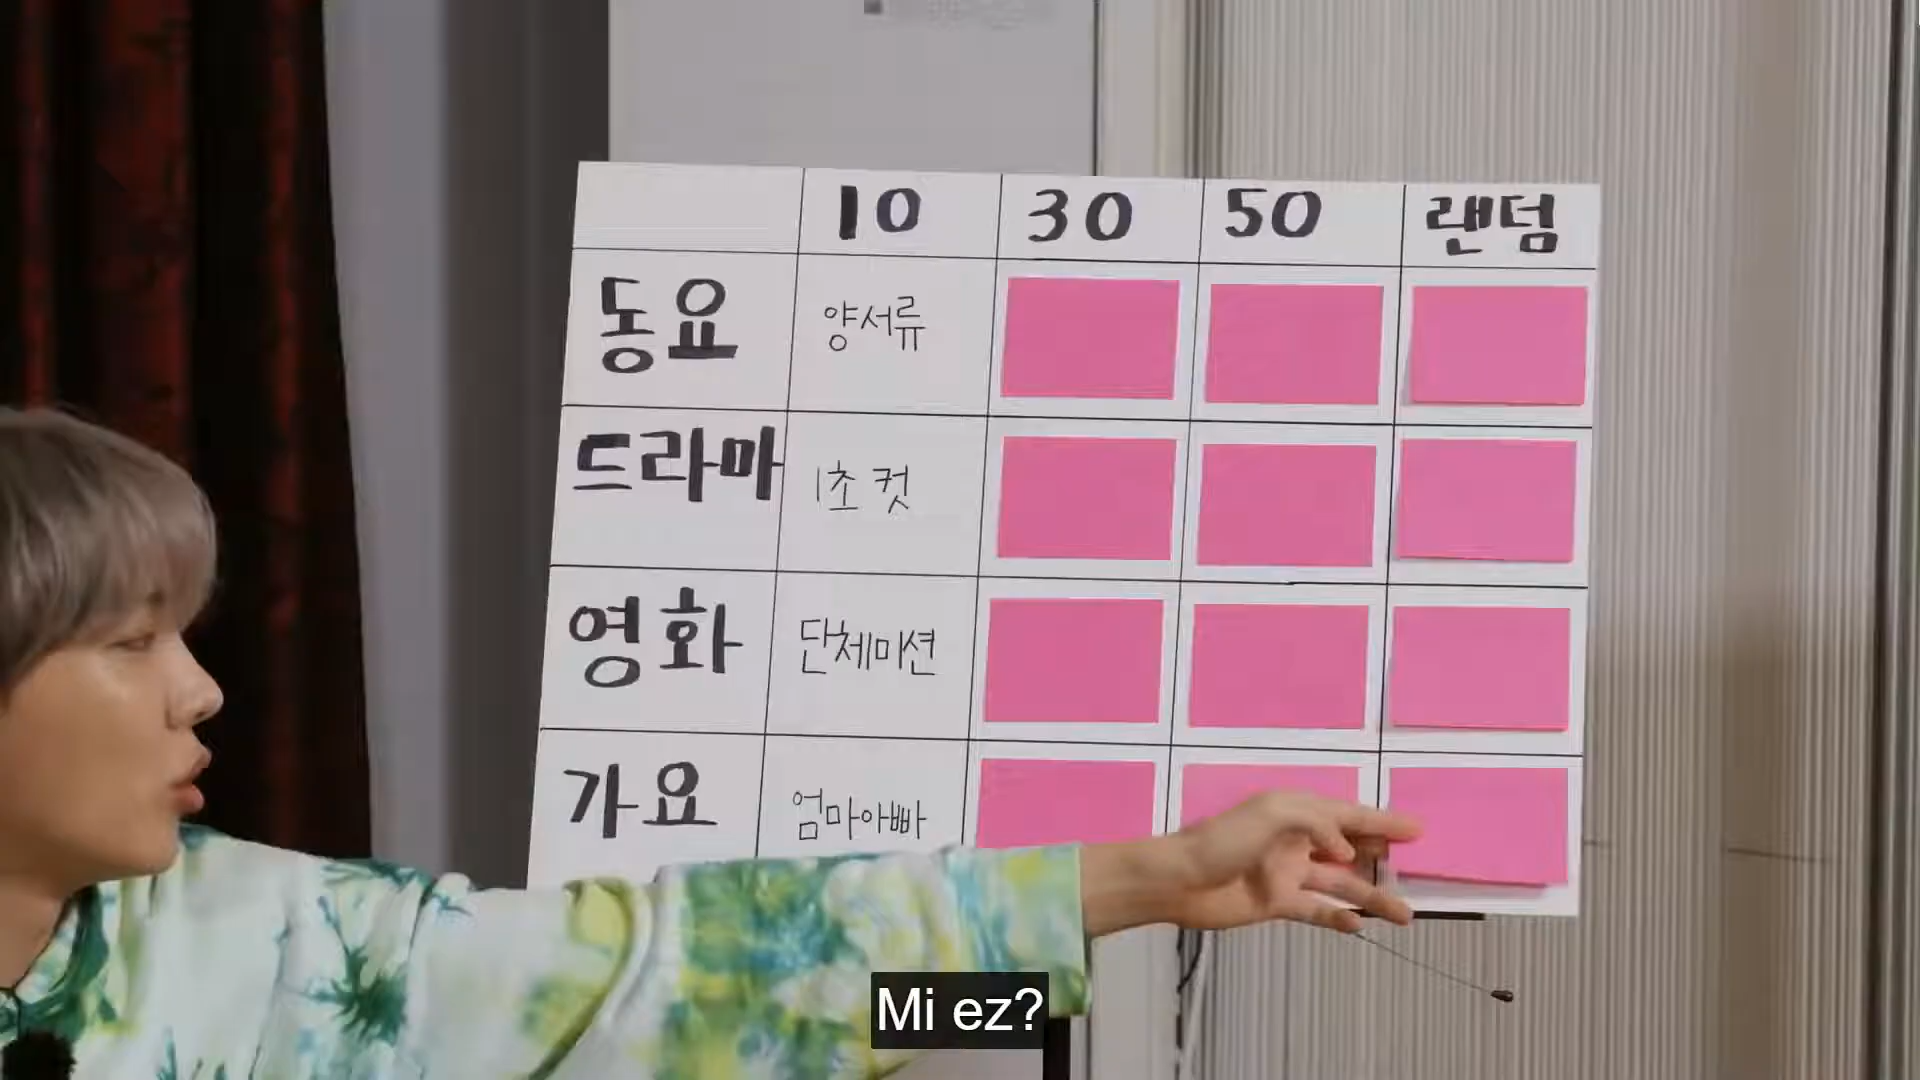 10 30 50 랜덤
동요 양서류
드라마 1초 컷
영화 단체미션
가요 엄마아빠
Mi ez?